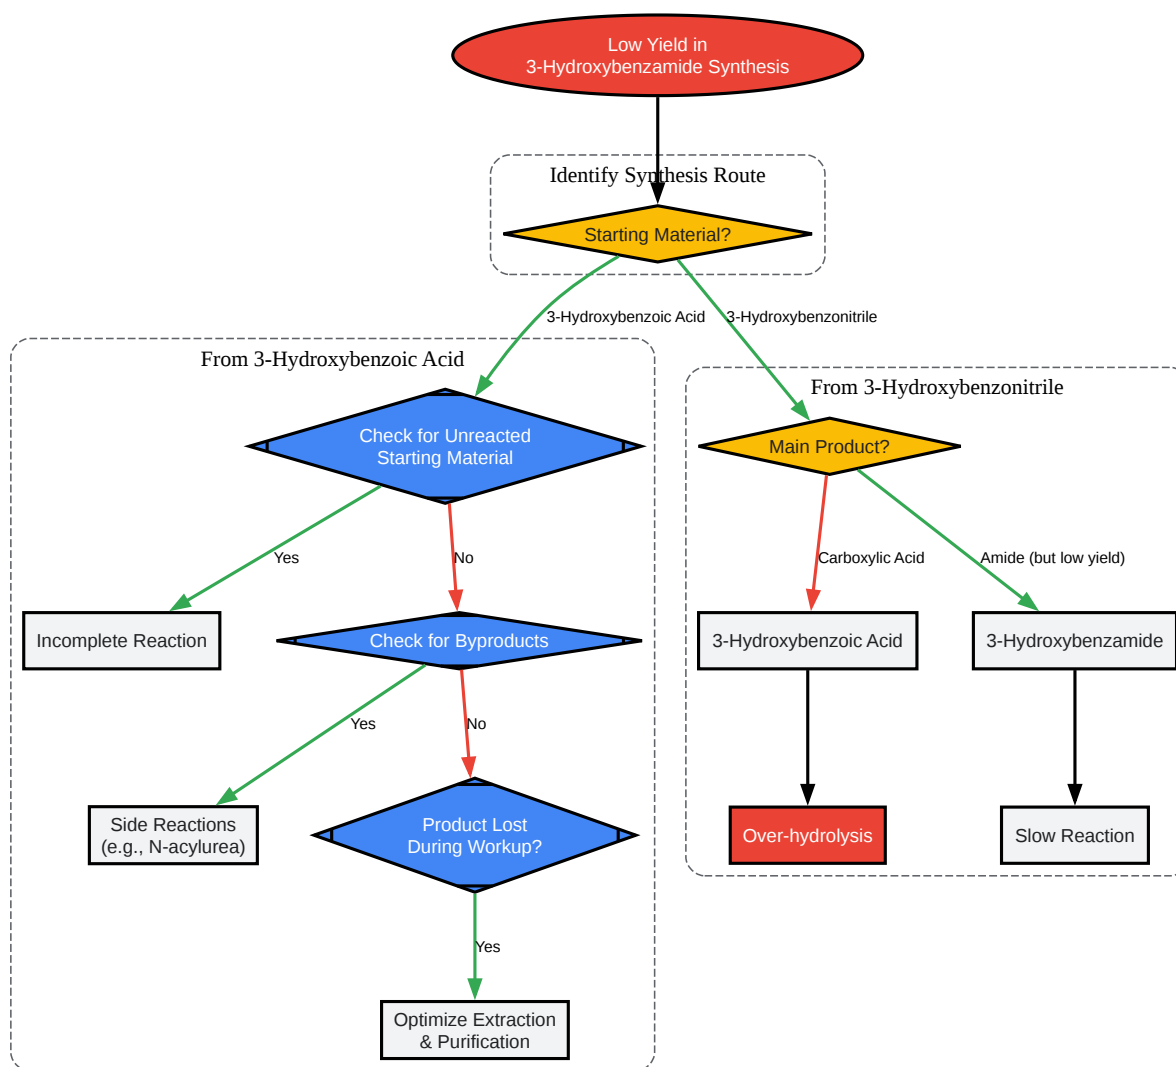 Low Yield in
3-Hydroxybenzamide Synthesis
Identify Synthesis Route
Starting Material?
3-Hydroxybenzoic Acid
3-Hydroxybenzonitrile
From 3-Hydroxybenzoic Acid
Check for Unreacted
Starting Material
Yes
No
Incomplete Reaction
Check for Byproducts
Yes
No
Side Reactions
(e.g., N-acylurea)
Product Lost
During Workup?
Yes
Optimize Extraction
& Purification
From 3-Hydroxybenzonitrile
Main Product?
Carboxylic Acid
Amide (but low yield)
3-Hydroxybenzoic Acid
3-Hydroxybenzamide
Over-hydrolysis
Slow Reaction